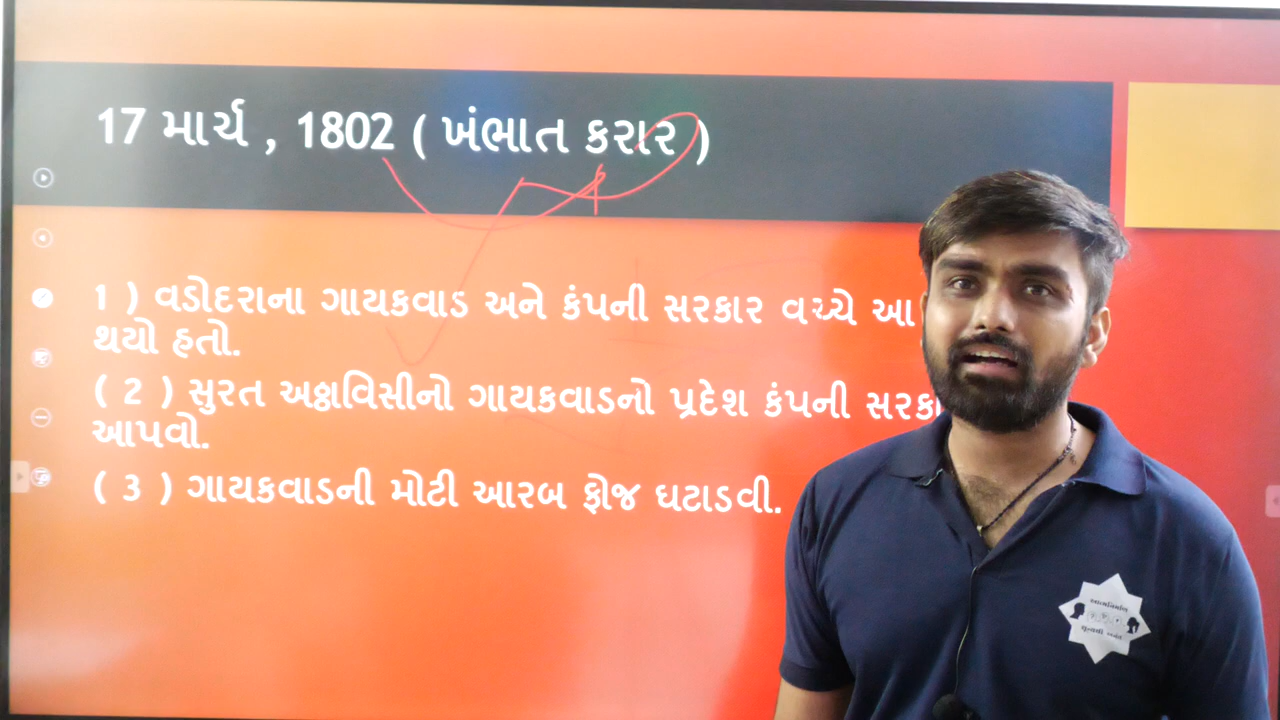 17 માર્ચ , 1802 ( ખંભાત કરાર )
1 ) વડોદરાના ગાયકવાડ અને કંપની સરકાર વચ્ચે આ
થયો હતો.
( 2 ) સુરત અઠ્ઠાવિસીનો ગાયકવાડનો પ્રદેશ કંપની
આપવો.
( 3 ) ગાયકવાડની મોટી આરબ ફોજ ઘટાડવી.